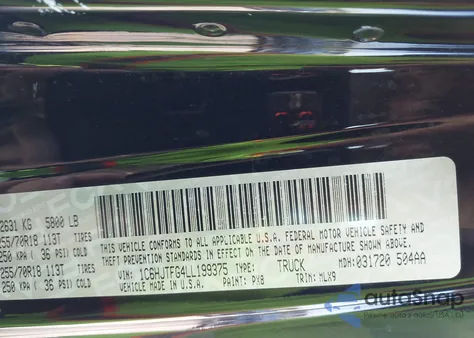 2631 KG 5800 LB
255/70R18 113T TIRES
250 KPA ( 36 PSI) COLD
255/70R18 113T TIRES
250 KPA ( 36 PSI) COLD
THIS VEHICLE CONFORMS TO ALL APPLICABLE U.S.A. FEDERAL MOTOR VEHICLE SAFETY AND
THEFT PREVENTION STANDARDS IN EFFECT ON THE DATE OF MANUFACTURE SHOWN ABOVE.
VIN: 1C6HJTFG4LL199375 TYPE: TRUCK MDH: 031720 504AA
VEHICLE MADE IN U.S.A. PAINT: PX8 TRIM: MLX9
autoSnap